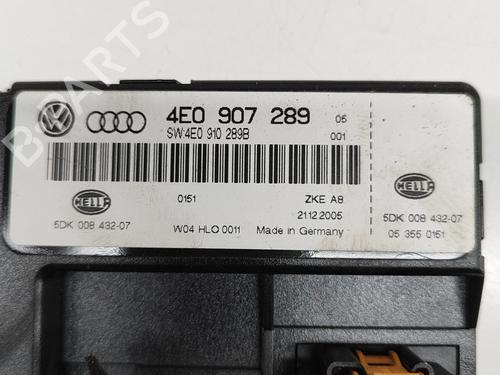 B-PARTS
4E0 907 289 05
SW:4E0 910 289B 001
0151 ZKE A8
21.12.2005
W04 HLO 0011 Made in Germany
HELLA
5DK 008 432-07
HELLA
5DK 008 432-07
05 355 0151